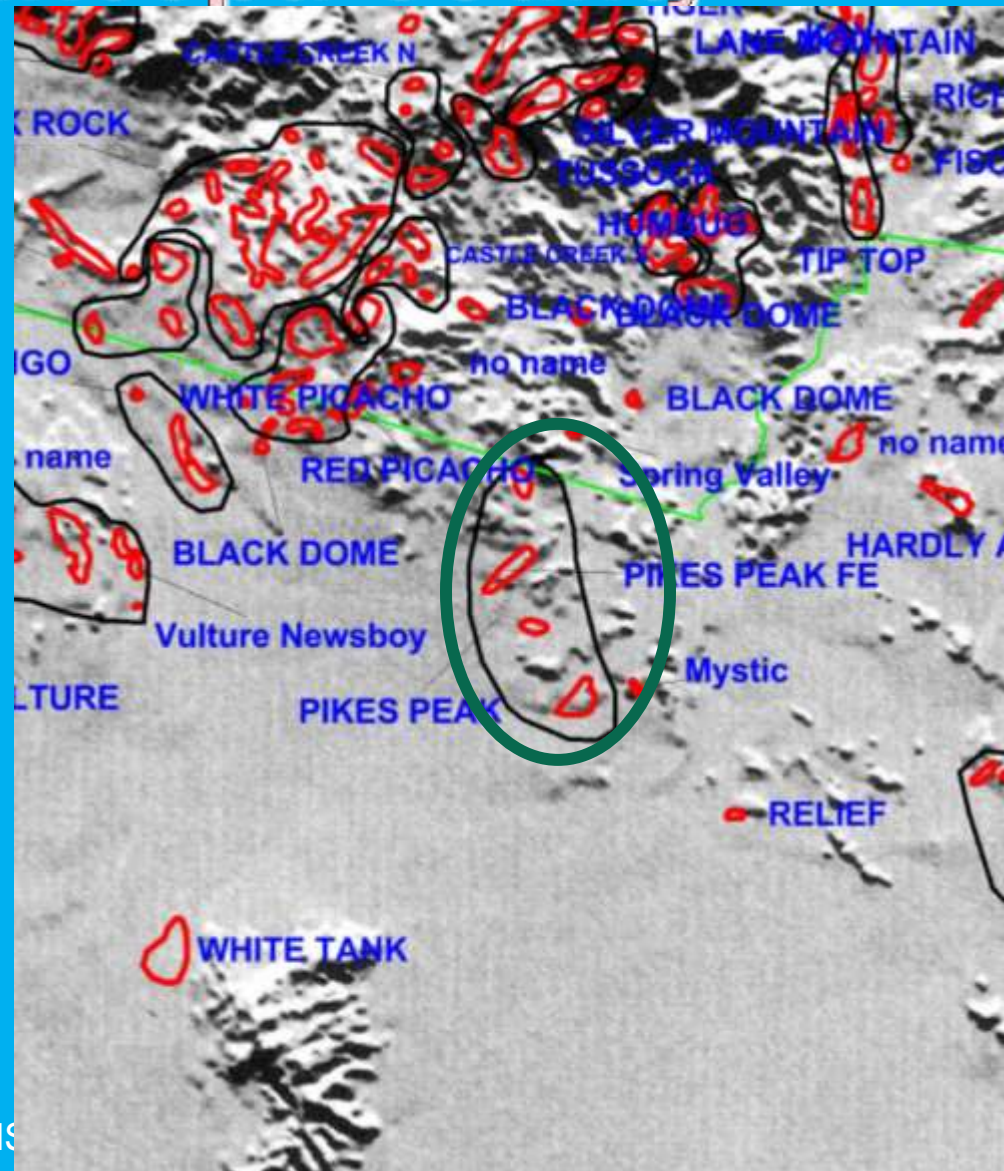 TIGER
CASTLE CREEK N
LANE MOUNTAIN
ROCK
SILVER MOUNTAIN
TUSSOCK
HUMBUG
CASTLE CREEK S
TIP TOP
BLACK DOME
BLACK DOME
no name
WHITE PICACHO
BLACK DOME
name
no name
RED PICACHO
Spring Valley
BLACK DOME
HARDLY A
PIKES PEAK FE
Vulture Newsboy
Mystic
LTURE
PIKES PEAK
RELIEF
WHITE TANK